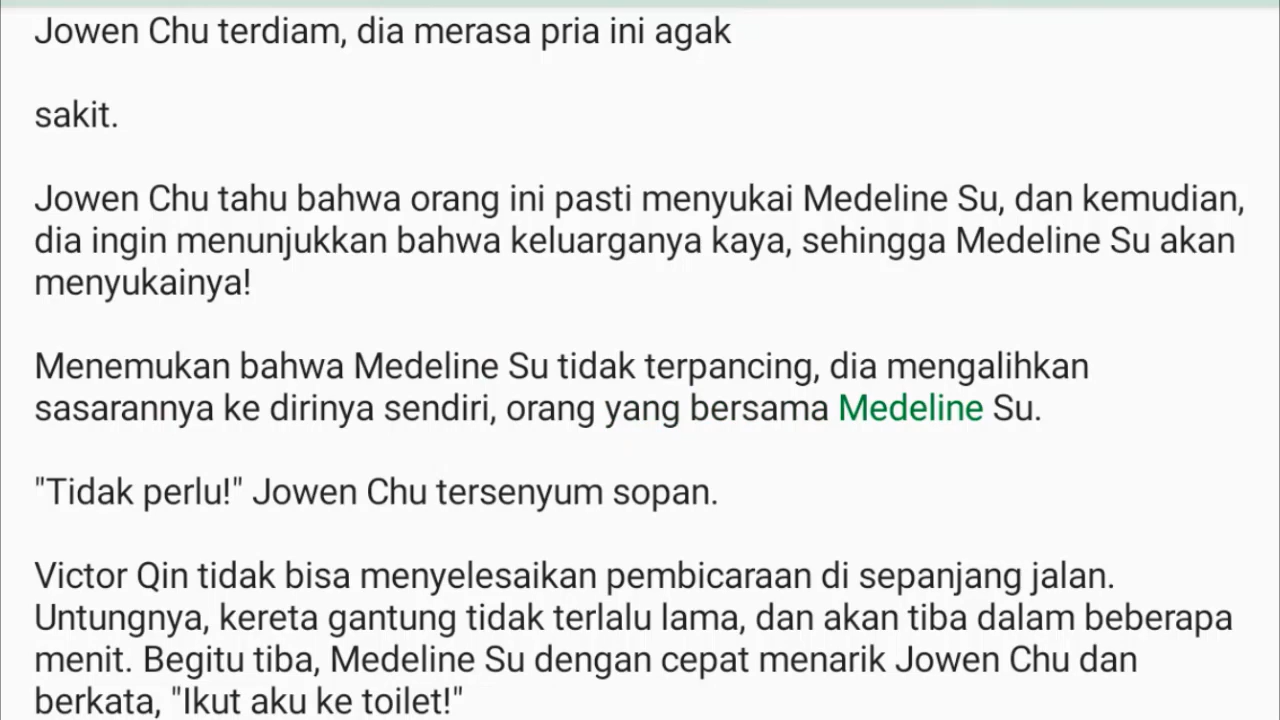 Jowen Chu terdiam, dia merasa pria ini agak
sakit.
Jowen Chu tahu bahwa orang ini pasti menyukai Medeline Su, dan kemudian,
dia ingin menunjukkan bahwa keluarganya kaya, sehingga Medeline Su akan
menyukainya!
Menemukan bahwa Medeline Su tidak terpancing, dia mengalihkan
sasarannya ke dirinya sendiri, orang yang bersama Medeline Su.
"Tidak perlu!" Jowen Chu tersenyum sopan.
Victor Qin tidak bisa menyelesaikan pembicaraan di sepanjang jalan.
Untungnya, kereta gantung tidak terlalu lama, dan akan tiba dalam beberapa
menit. Begitu tiba, Medeline Su dengan cepat menarik Jowen Chu dan
berkata, "Ikut aku ke toilet!"